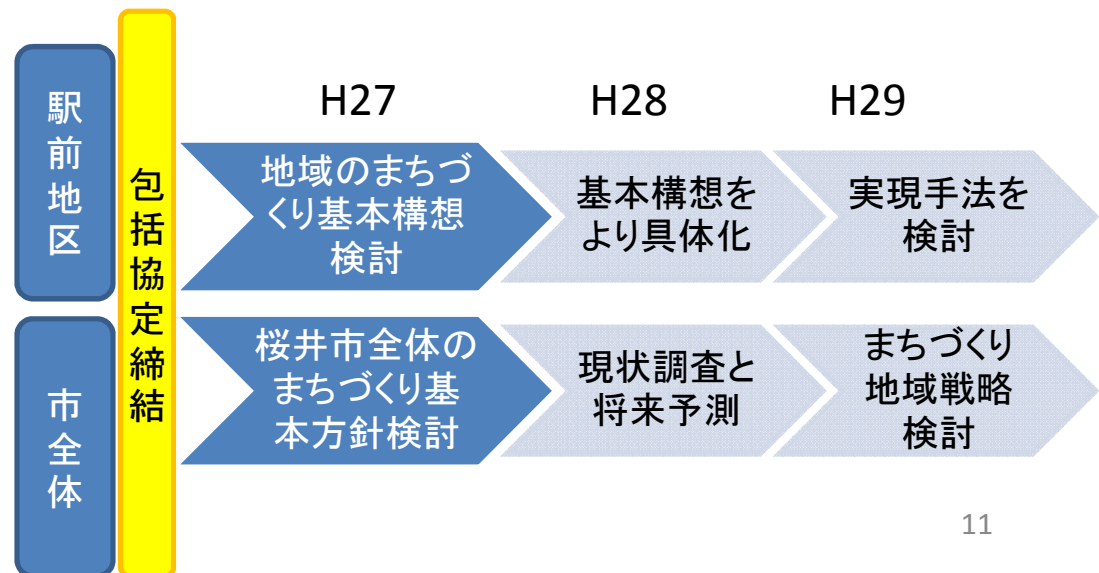 駅前地区
市全体
包括協定締結
H27
H28
H29
地域のまちづ
くり基本構想
検討
基本構想を
より具体化
実現手法を
検討
桜井市全体の
まちづくり基
本方針検討
現状調査と
将来予測
まちづくり
地域戦略
検討
11